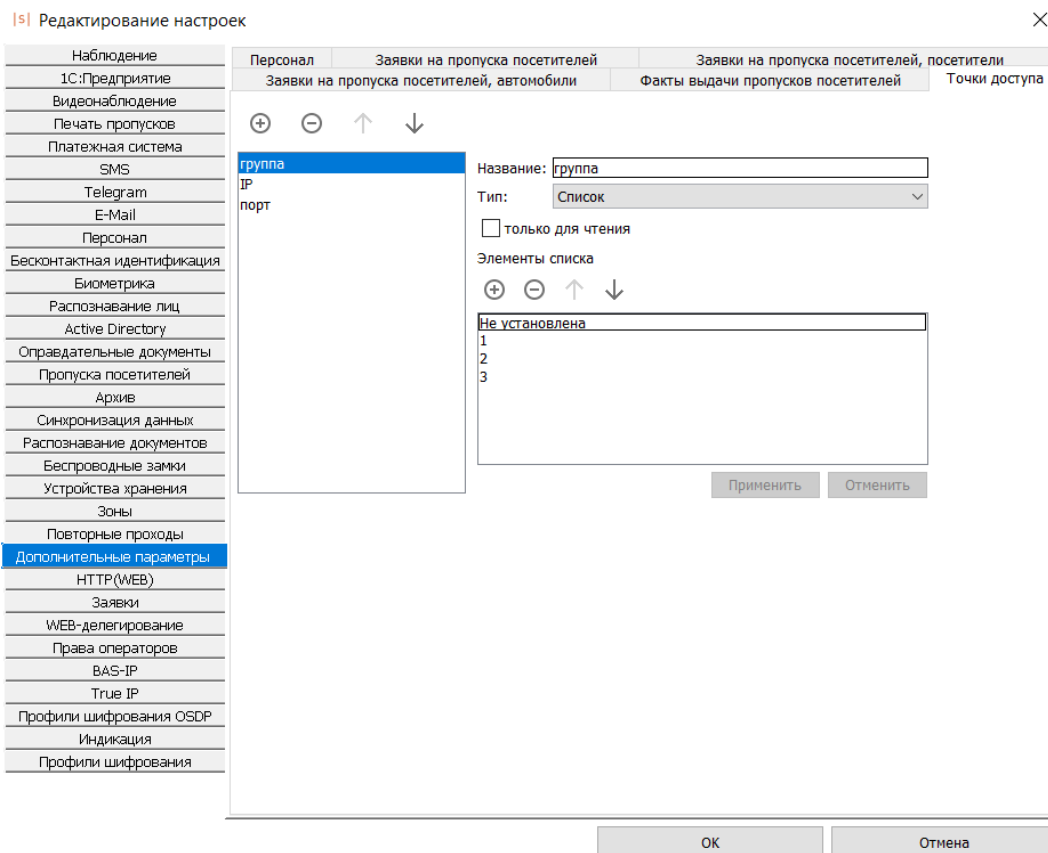 |s| Редактирование настроек
Наблюдение
1С:Предприятие
Видеонаблюдение
Печать пропусков
Платежная система
SMS
Telegram
E-Mail
Персонал
Бесконтактная идентификация
Биометрика
Распознавание лиц
Active Directory
Оправдательные документы
Пропуска посетителей
Архив
Синхронизация данных
Распознавание документов
Беспроводные замки
Устройства хранения
Зоны
Повторные проходы
Дополнительные параметры
HTTP(WEB)
Заявки
WEB-делегирование
Права операторов
BAS-IP
True IP
Профили шифрования OSDP
Индикация
Профили шифрования
Персонал
Заявки на пропуска посетителей
Заявки на пропуска посетителей, посетители
Заявки на пропуска посетителей, автомобили
Факты выдачи пропусков посетителей
Точки доступа
группа
IP
порт
Название: группа
Тип: Список
только для чтения
Элементы списка
Не установлена
1
2
3
Применить
Отменить
ОК
Отмена